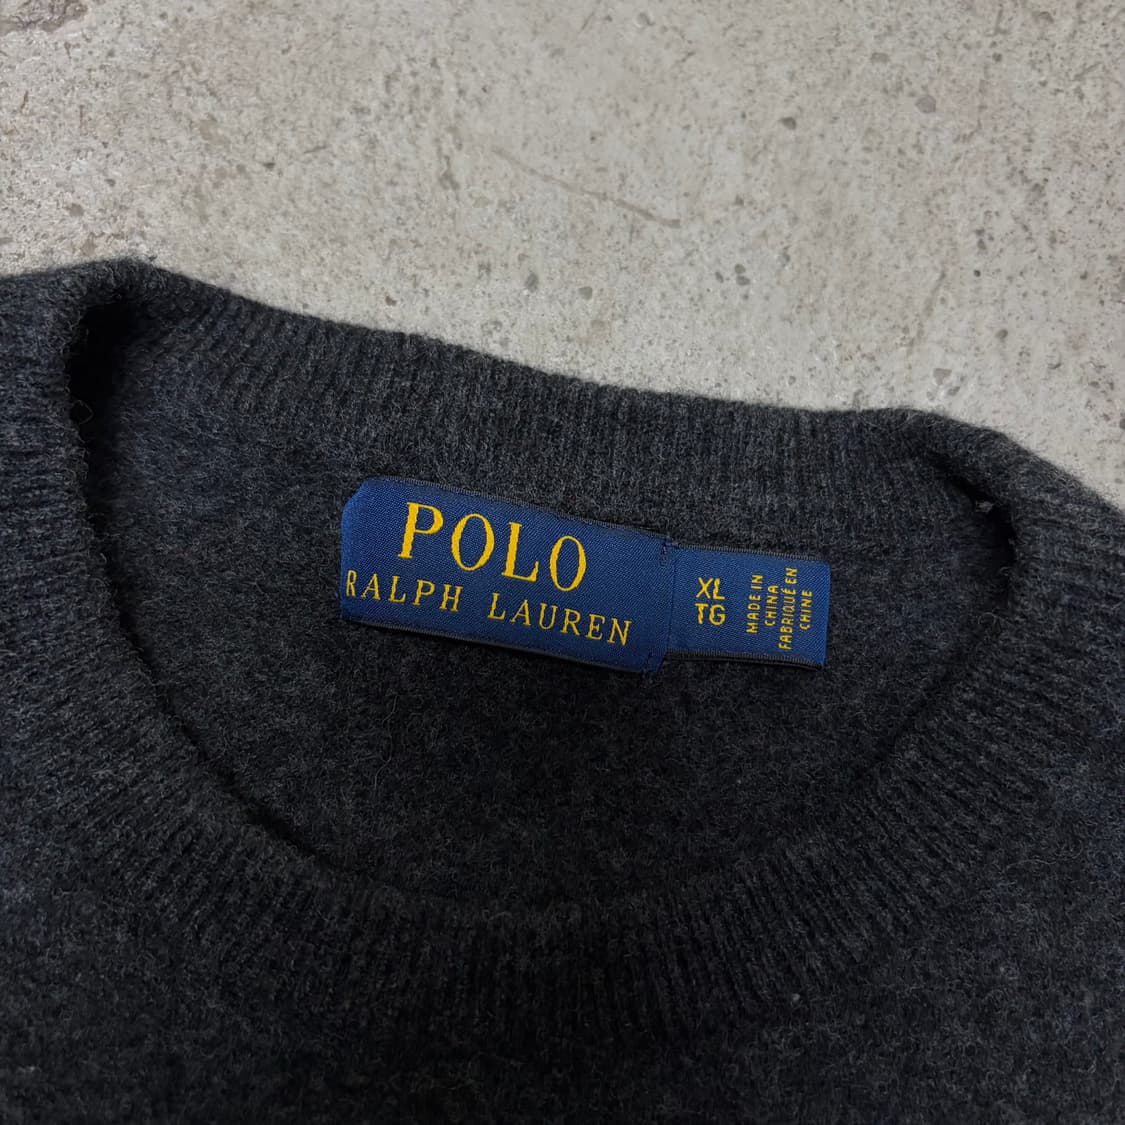 POLO
RALPH LAUREN
XL
TG
MADE IN
CHINA
FABRIQUÉ EN
CHINE